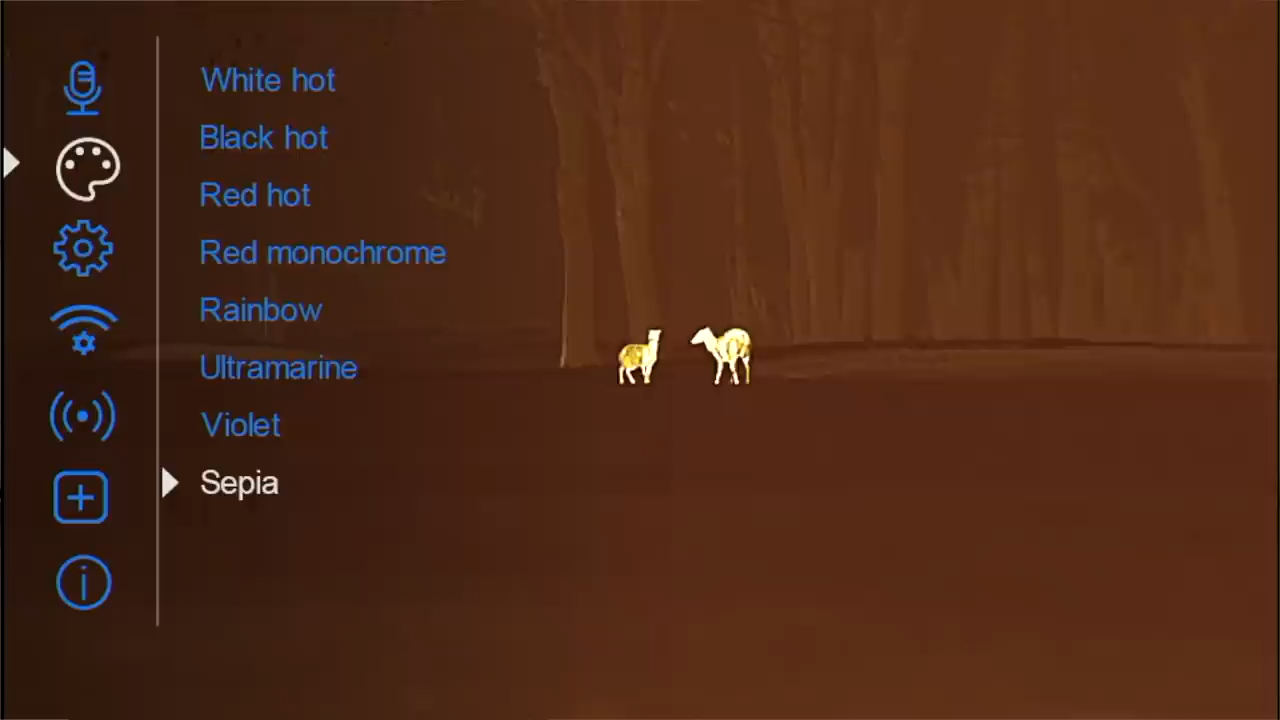 White hot
Black hot
Red hot
Red monochrome
Rainbow
Ultramarine
Violet
Sepia